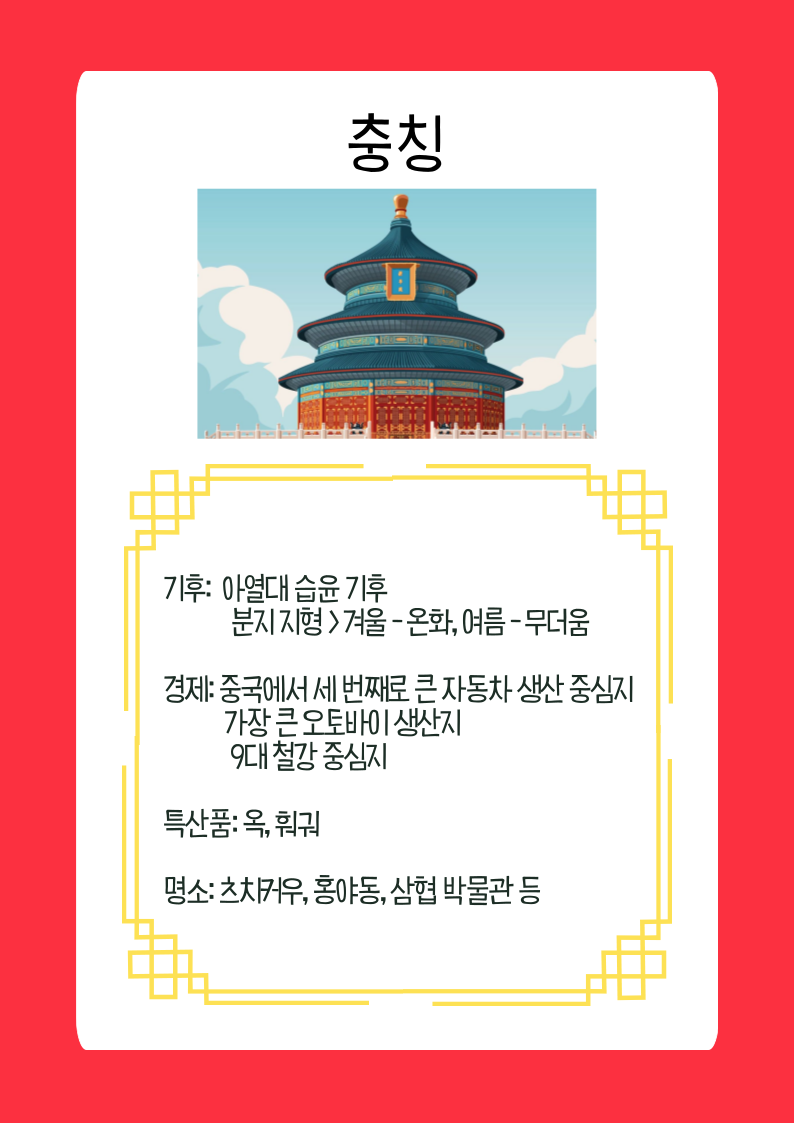 충칭
기후: 아열대 습윤 기후
분지 지형 > 겨울 - 온화, 여름 - 무더움
경제: 중국에서 세 번째로 큰 자동차 생산 중심지
가장 큰 오토바이 생산지
9대 철강 중심지
특산품: 옥, 훠궈
명소: 츠치커우, 홍야동, 삼협 박물관 등